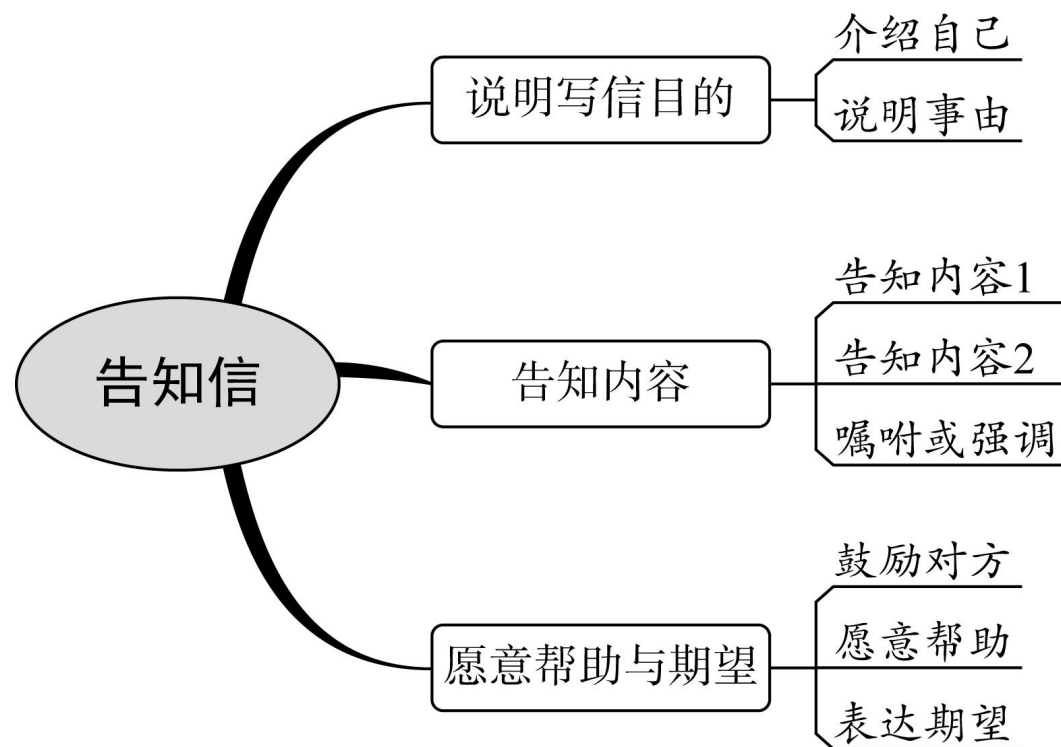 告知信
说明写信目的
介绍自己
说明事由
告知内容
告知内容1
告知内容2
嘱咐或强调
愿意帮助与期望
鼓励对方
愿意帮助
表达期望